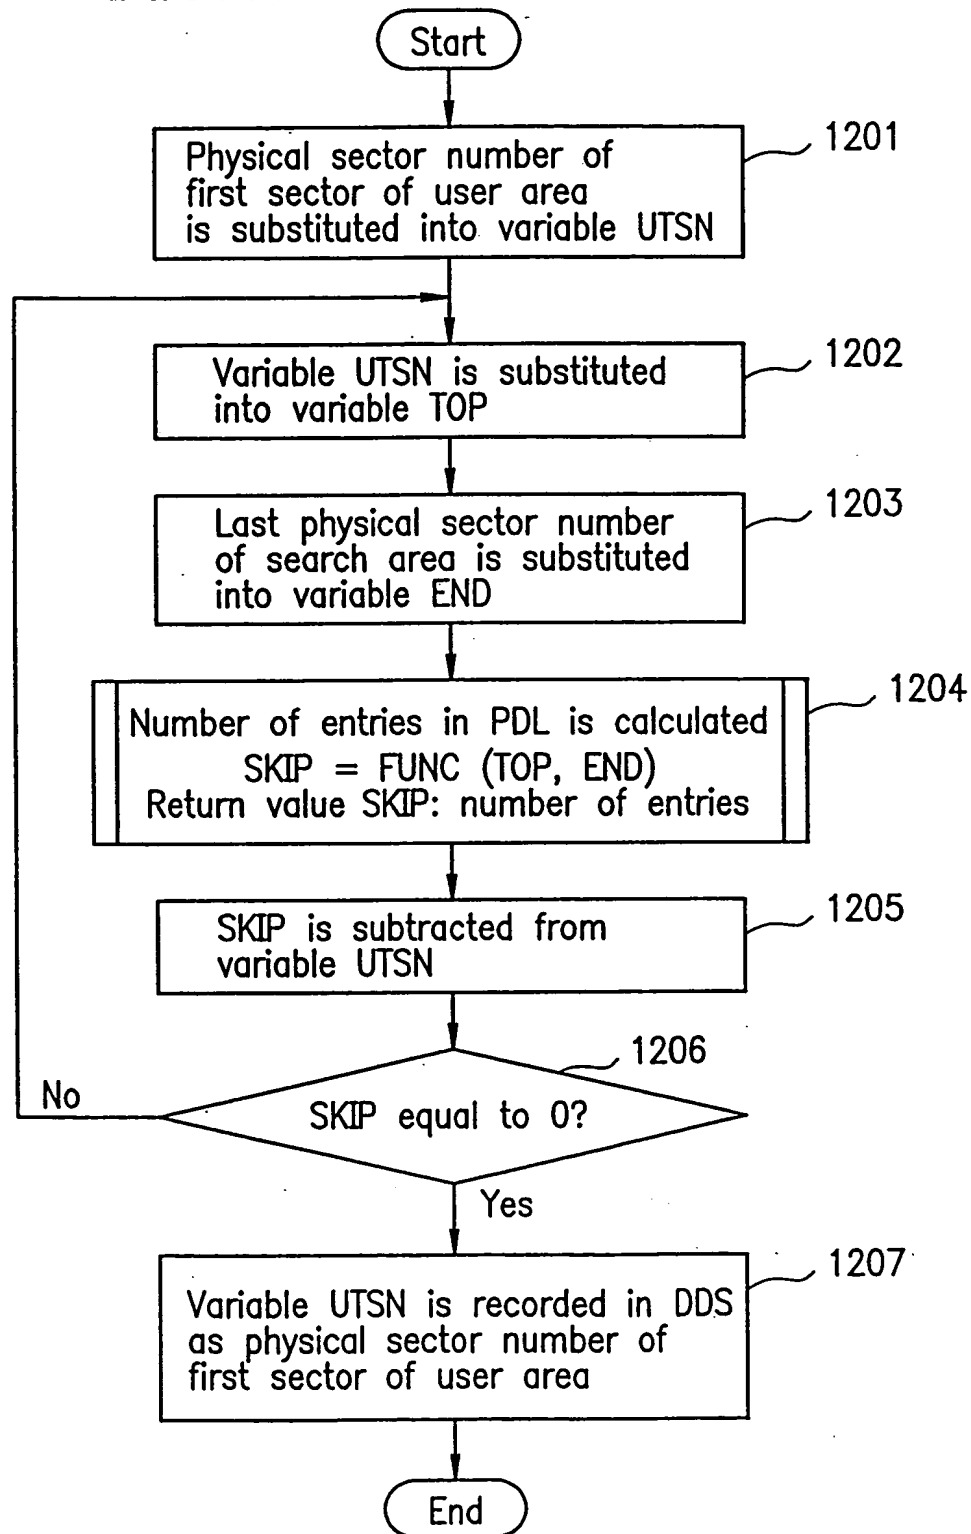 Start
1201
Physical sector number of
first sector of user area
is substituted into variable UTSN
1202
Variable UTSN is substituted
into variable TOP
1203
Last physical sector number
of search area is substituted
into variable END
1204
Number of entries in PDL is calculated
SKIP = FUNC (TOP, END)
Return value SKIP: number of entries
1205
SKIP is subtracted from
variable UTSN
1206
No
SKIP equal to 0?
Yes
1207
Variable UTSN is recorded in DDS
as physical sector number of
first sector of user area
End